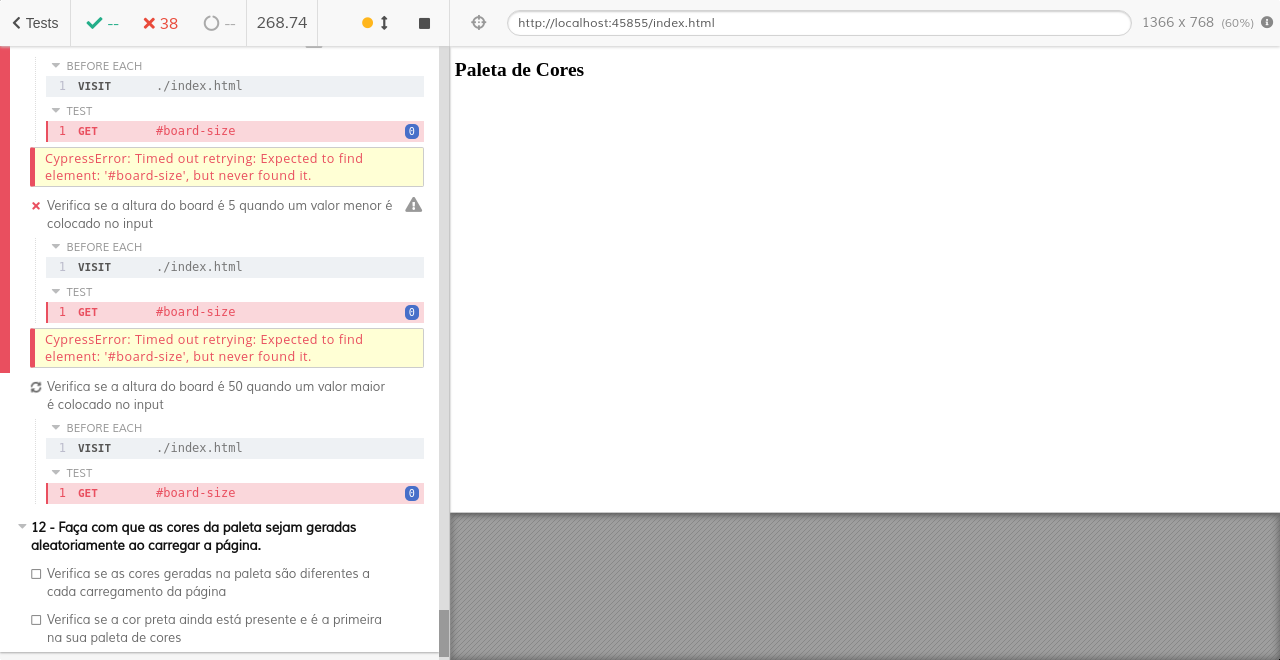 Tests
--
38
--
268.74
http://localhost:45855/index.html
1366 x 768 (60%)
BEFORE EACH
1 VISIT ./index.html
TEST
1 GET #board-size 0
CypressError: Timed out retrying: Expected to find
element: '#board-size', but never found it.
Verifica se a altura do board é 5 quando um valor menor é
colocado no input
BEFORE EACH
1 VISIT ./index.html
TEST
1 GET #board-size 0
CypressError: Timed out retrying: Expected to find
element: '#board-size', but never found it.
Verifica se a altura do board é 50 quando um valor maior
é colocado no input
BEFORE EACH
1 VISIT ./index.html
TEST
1 GET #board-size 0
12 - Faça com que as cores da paleta sejam geradas
aleatoriamente ao carregar a página.
Verifica se as cores geradas na paleta são diferentes a
cada carregamento da página
Verifica se a cor preta ainda está presente e é a primeira
na sua paleta de cores
Paleta de Cores